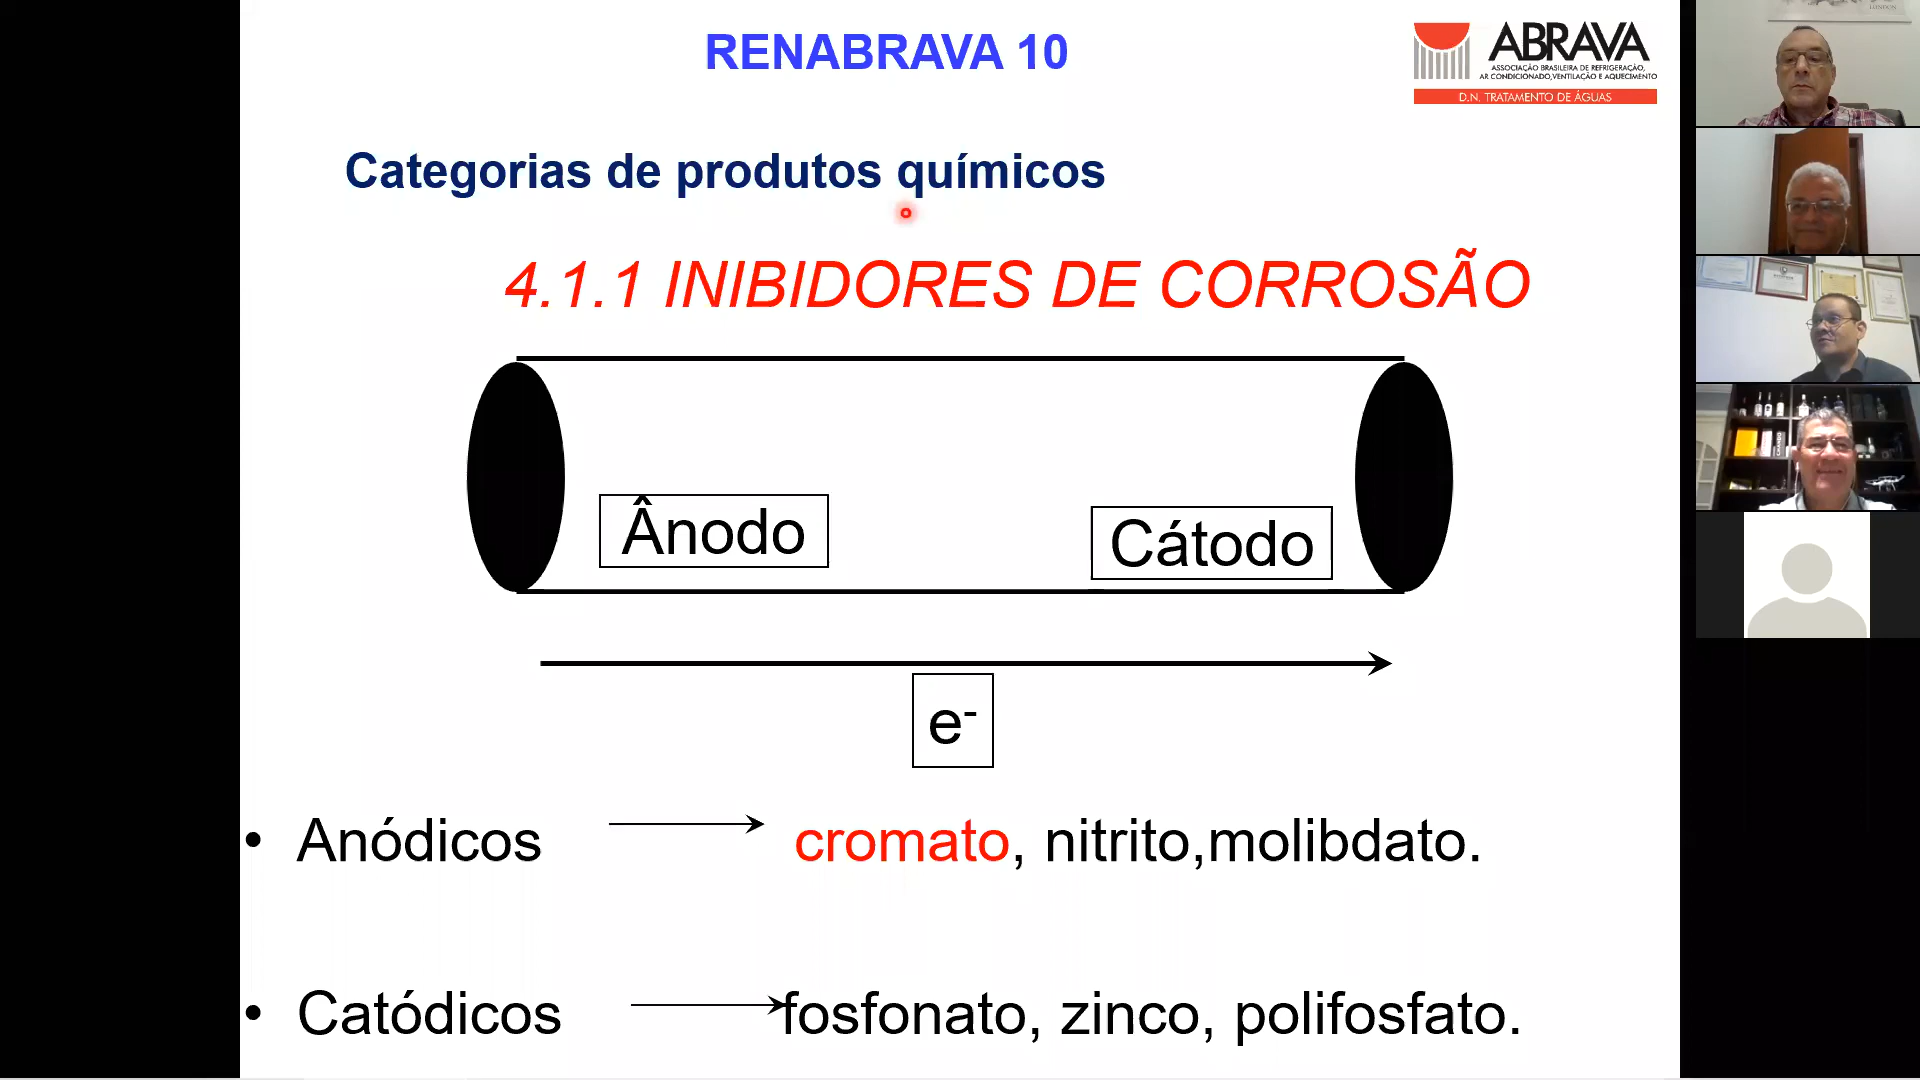 RENABRAVA 10
ABRAVA
ASSOCIAÇÃO BRASILEIRA DE REFRIGERAÇÃO,
AR CONDICIONADO,VENTILAÇÃO E AQUECIMENTO
D.N. TRATAMENTO DE ÁGUAS
Categorias de produtos químicos
4.1.1 INIBIDORES DE CORROSÃO
Ânodo
Cátodo
e-
• Anódicos cromato, nitrito,molibdato.
• Catódicos fosfonato, zinco, polifosfato.
LONDON